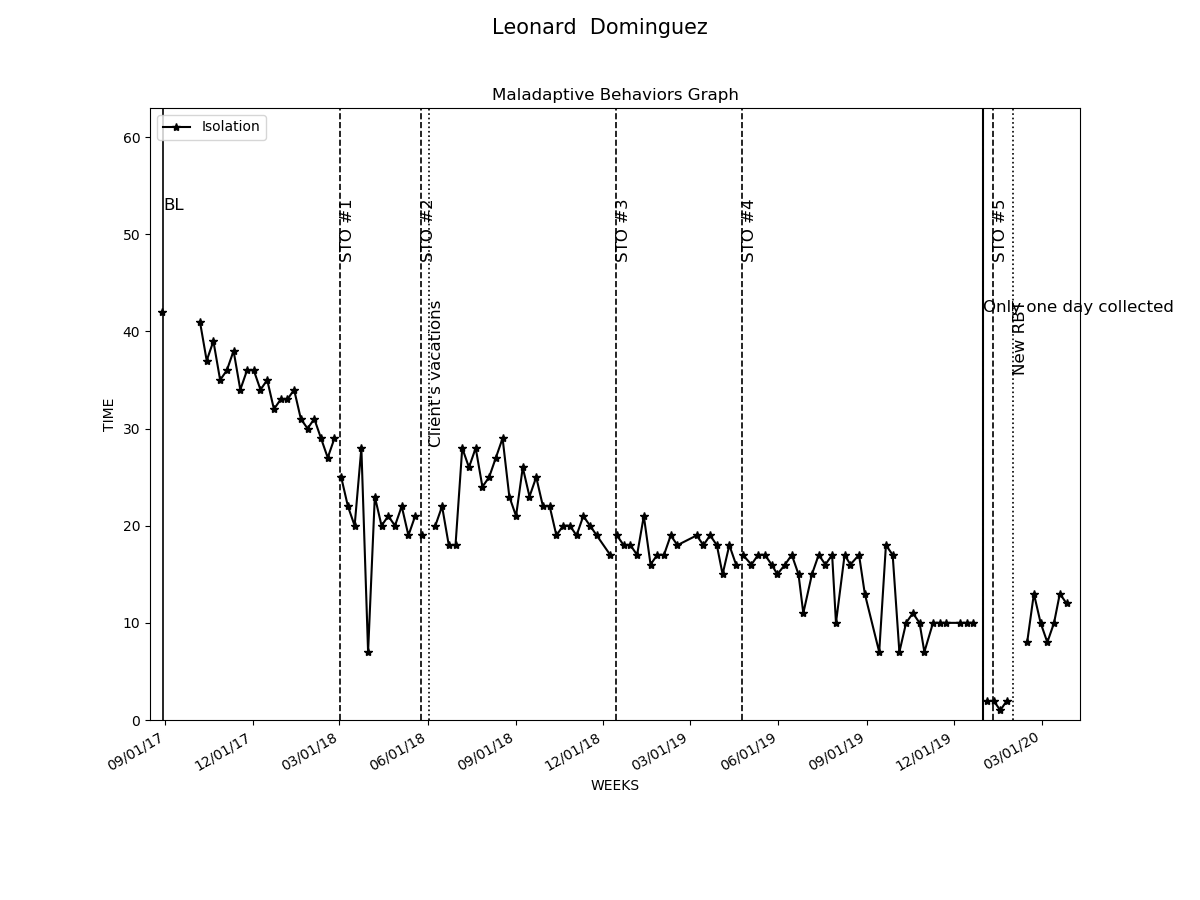 Leonard  Dominguez
Maladaptive Behaviors Graph
Isolation
BL
STO #1
STO #2
Client's vacations
STO #3
STO #4
STO #5
Only one day collected
New RBT
TIME
60
50
40
30
20
10
0
09/01/17
12/01/17
03/01/18
06/01/18
09/01/18
12/01/18
03/01/19
06/01/19
09/01/19
12/01/19
03/01/20
WEEKS